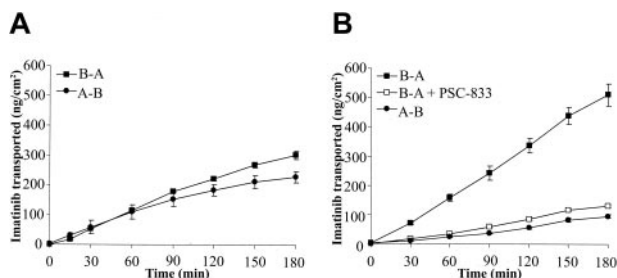 A
Imatinib transported (ng/cm²)
600
500
400
300
200
100
0
B-A
A-B
0 30 60 90 120 150 180
Time (min)
B
Imatinib transported (ng/cm²)
600
500
400
300
200
100
0
B-A
B-A + PSC-833
A-B
0 30 60 90 120 150 180
Time (min)